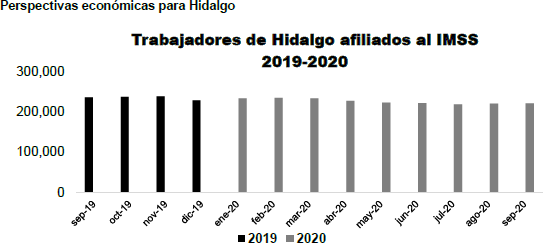 Perspectivas económicas para Hidalgo
Trabajadores de Hidalgo afiliados al IMSS
2019-2020
300,000
200,000
100,000
0
sep-19
oct-19
nov-19
dic-19
ene-20
feb-20
mar-20
abr-20
may-20
jun-20
jul-20
ago-20
sep-20
2019 2020